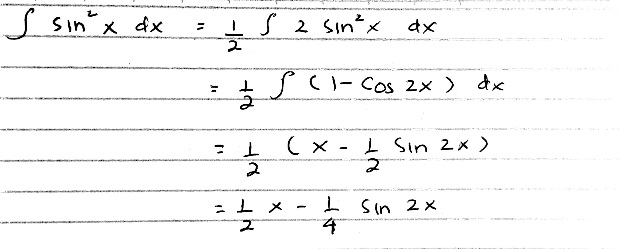 ∫ sin²x dx = 1/2 ∫ 2 sin²x dx
= 1/2 ∫ (1 - cos 2x) dx
= 1/2 (x - 1/2 sin 2x)
= 1/2 x - 1/4 sin 2x